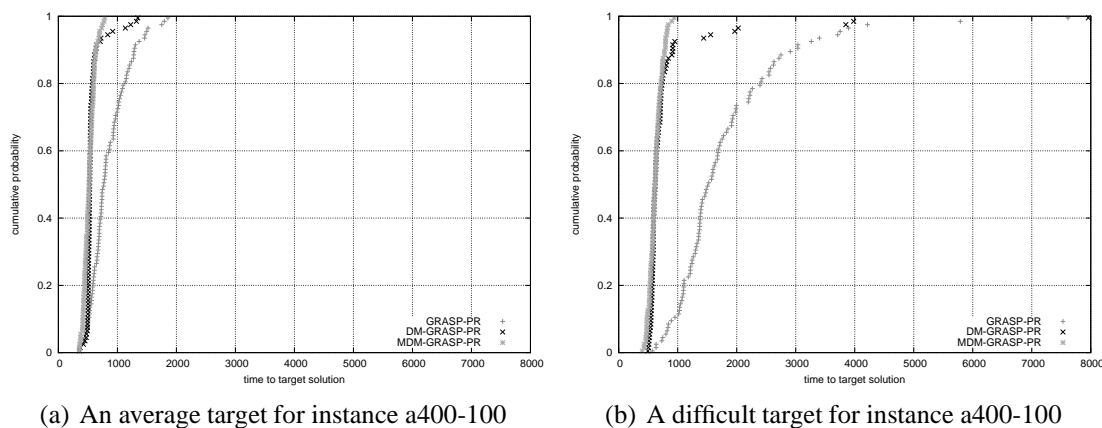 1
0.8
0.6
0.4
0.2
0
cumulative probability
GRASP-PR
DM-GRASP-PR
MDM-GRASP-PR
0 1000 2000 3000 4000 5000 6000 7000 8000
time to target solution
(a) An average target for instance a400-100
1
0.8
0.6
0.4
0.2
0
cumulative probability
GRASP-PR
DM-GRASP-PR
MDM-GRASP-PR
0 1000 2000 3000 4000 5000 6000 7000 8000
time to target solution
(b) A difficult target for instance a400-100